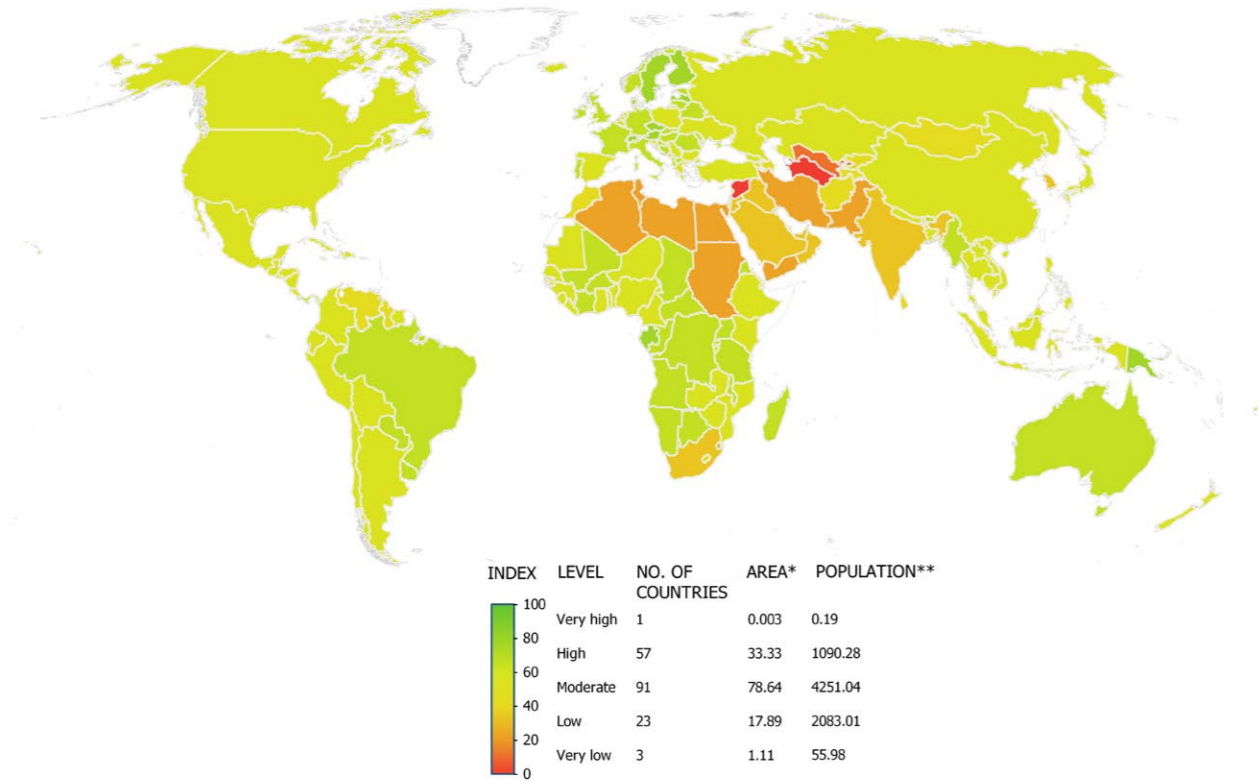 INDEX LEVEL NO. OF COUNTRIES AREA* POPULATION**
100
Very high 1 0.003 0.19
80
High 57 33.33 1090.28
60
Moderate 91 78.64 4251.04
40
Low 23 17.89 2083.01
20
Very low 3 1.11 55.98
0